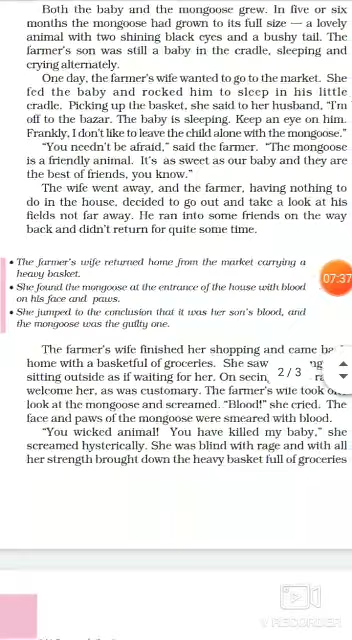 Both the baby and the mongoose grew. In five or six
months the mongoose had grown to its full size — a lovely
animal with two shining black eyes and a bushy tail. The
farmer's son was still a baby in the cradle, sleeping and
crying alternately.
One day, the farmer's wife wanted to go to the market. She
fed the baby and rocked him to sleep in his little
cradle. Picking up the basket, she said to her husband, “I'm
off to the bazar. The baby is sleeping. Keep an eye on him.
Frankly, I don't like to leave the child alone with the mongoose.”
“You needn't be afraid,” said the farmer. “The mongoose
is a friendly animal. It's as sweet as our baby and they are
the best of friends, you know.”
The wife went away, and the farmer, having nothing to
do in the house, decided to go out and take a look at his
fields not far away. He ran into some friends on the way
back and didn't return for quite some time.
• The farmer's wife returned home from the market carrying a
heavy basket.
07:37
• She found the mongoose at the entrance of the house with blood
on his face and paws.
• She jumped to the conclusion that it was her son's blood, and
the mongoose was the guilty one.
The farmer's wife finished her shopping and came
home with a basketful of groceries. She saw
2 / 3
sitting outside as if waiting for her. On
welcome her, as was customary. The farmer's wife took
look at the mongoose and screamed. “Blood!” she cried. The
face and paws of the mongoose were smeared with blood.
“You wicked animal! You have killed my baby,” she
screamed hysterically. She was blind with rage and with all
her strength brought down the heavy basket full of groceries
V RECORDER